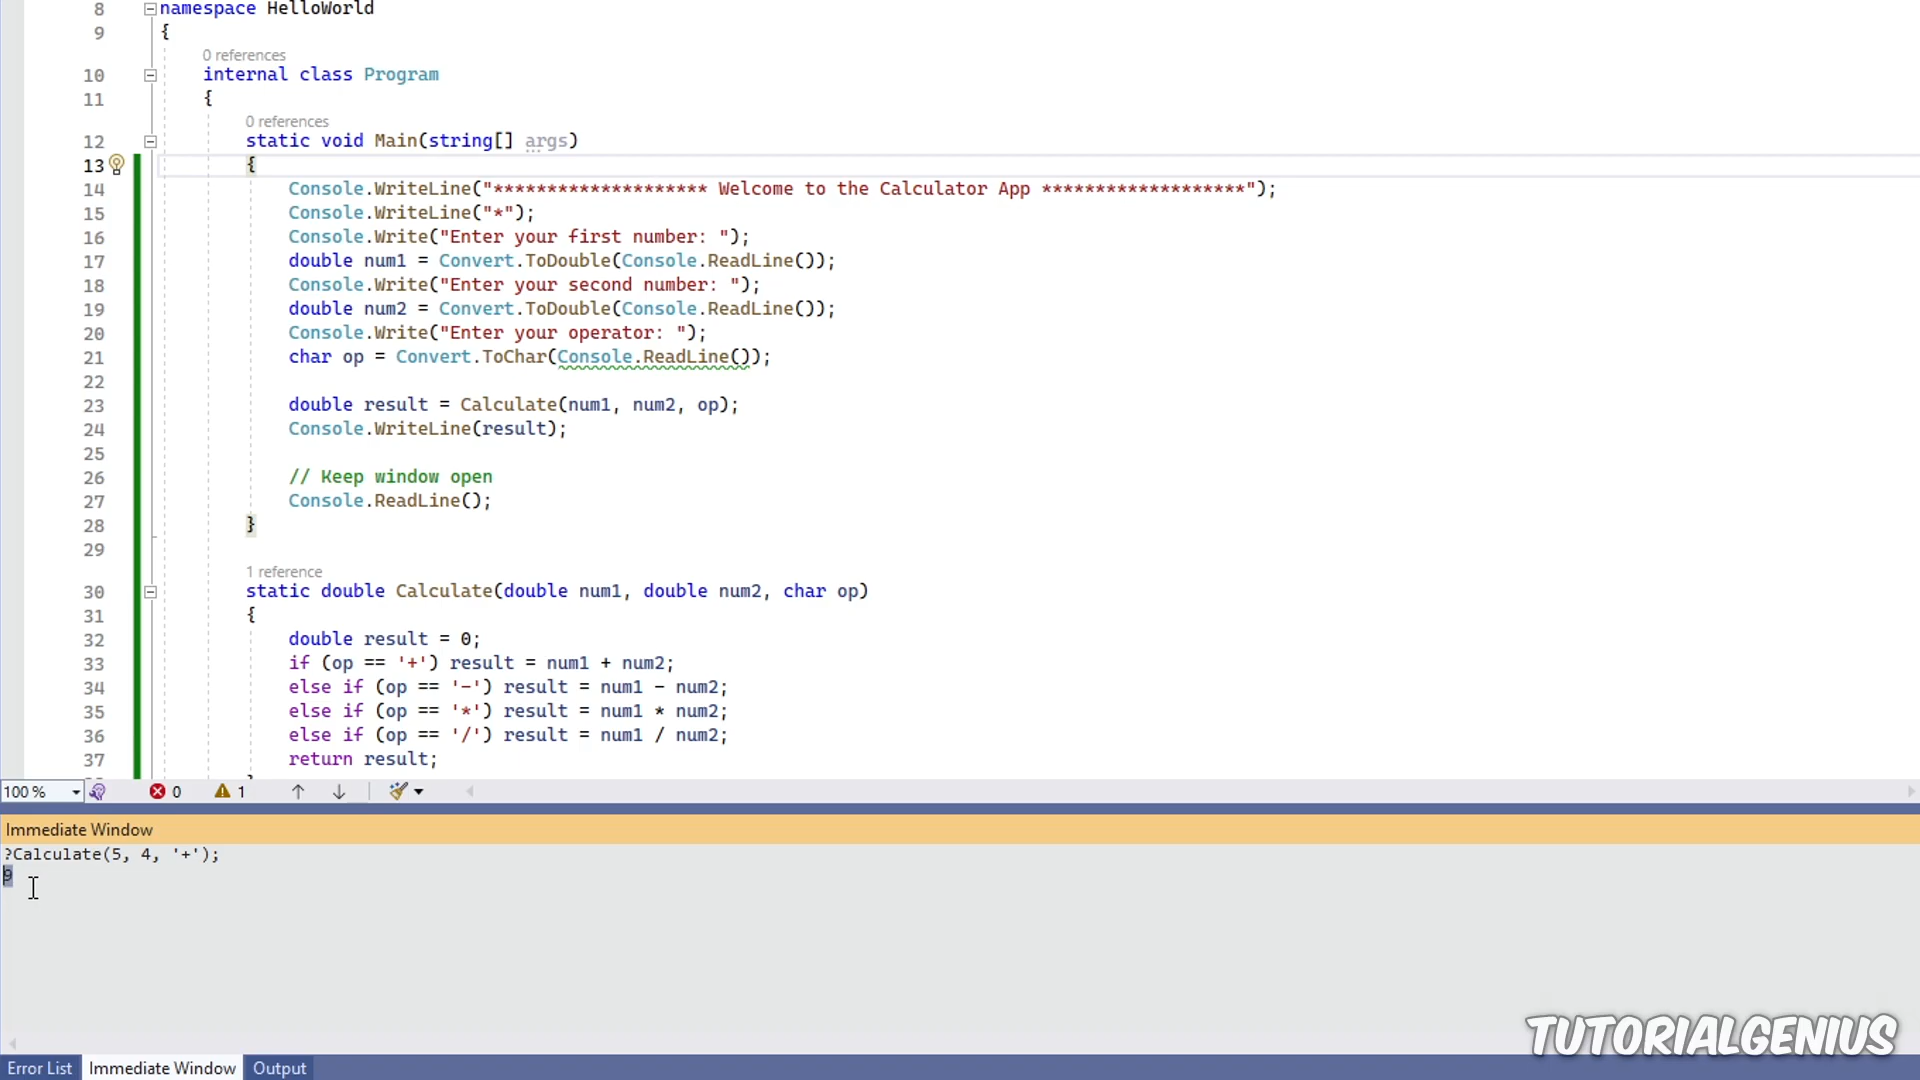 8 namespace HelloWorld
9 {
0 references
10 internal class Program
11 {
0 references
12 static void Main(string[] args)
13 {
14 Console.WriteLine("******************** Welcome to the Calculator App *******************");
15 Console.WriteLine("*");
16 Console.Write("Enter your first number: ");
17 double num1 = Convert.ToDouble(Console.ReadLine());
18 Console.Write("Enter your second number: ");
19 double num2 = Convert.ToDouble(Console.ReadLine());
20 Console.Write("Enter your operator: ");
21 char op = Convert.ToChar(Console.ReadLine());
22
23 double result = Calculate(num1, num2, op);
24 Console.WriteLine(result);
25
26 // Keep window open
27 Console.ReadLine();
28 }
29
1 reference
30 static double Calculate(double num1, double num2, char op)
31 {
32 double result = 0;
33 if (op == '+') result = num1 + num2;
34 else if (op == '-') result = num1 - num2;
35 else if (op == '*') result = num1 * num2;
36 else if (op == '/') result = num1 / num2;
37 return result;
100 % 0 1
Immediate Window
?Calculate(5, 4, '+');
9
TUTORIALGENIUS
Error List Immediate Window Output